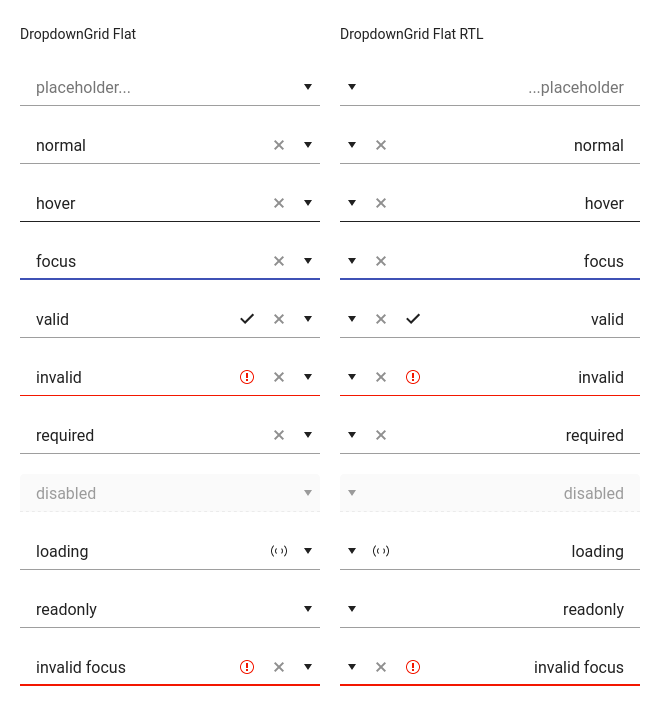 DropdownGrid Flat
placeholder...
normal
hover
focus
valid
invalid
required
disabled
loading
readonly
invalid focus
DropdownGrid Flat RTL
...placeholder
normal
hover
focus
valid
invalid
required
disabled
loading
readonly
invalid focus